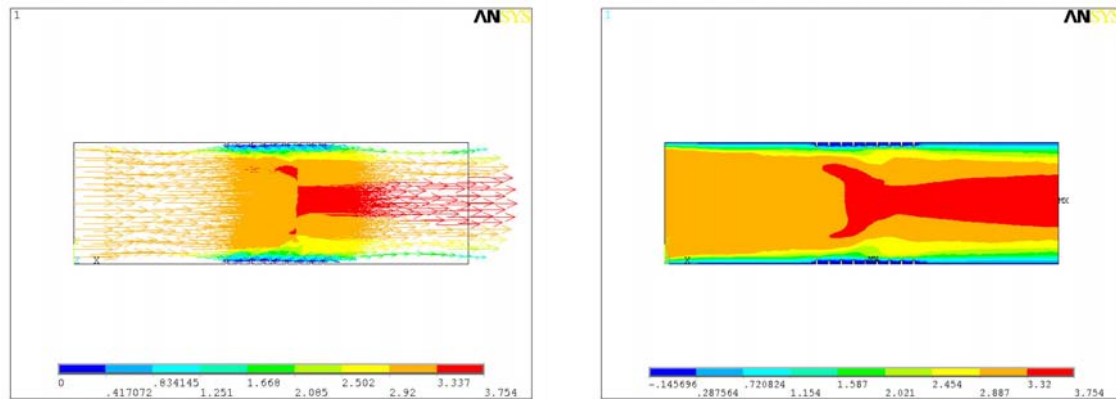 1
ANSYS
X
Z X
0 .834145 1.668 2.502 3.337
.417072 1.251 2.085 2.92 3.754
1
ANSYS
MX
X MN
-.145696 .720824 1.587 2.454 3.32
.287564 1.154 2.021 2.887 3.754